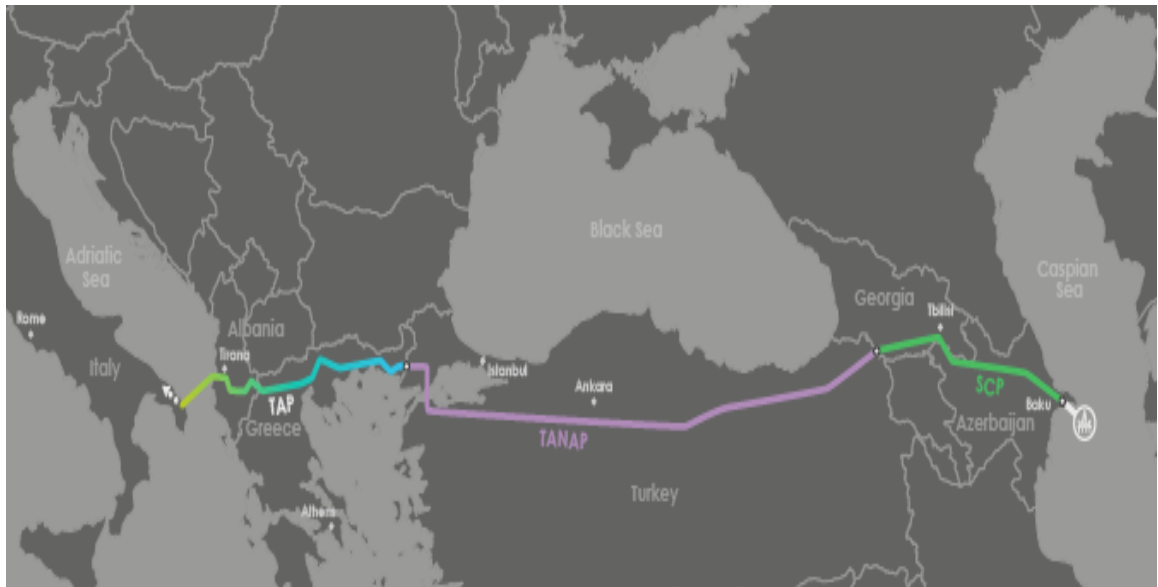 Black Sea
Adriatic
Sea
Caspian
Sea
Georgia
Tbilisi
Rome
Albania
Italy
Tirana
Istanbul
Ankara
SCP
TAP
Baku
Azerbaijan
Greece
TANAP
Turkey
Athens